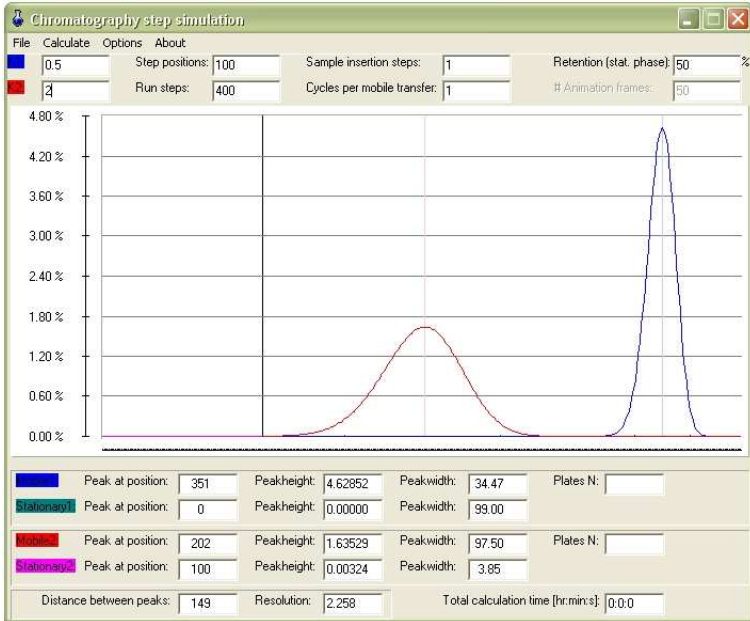 Chromatography step simulation
File Calculate Options About
0.5 Step positions: 100 Sample insertion steps: 1 Retention (stat. phase): 50 %
K2: 2 Run steps: 400 Cycles per mobile transfer: 1 # Animation frames: 50
4.80 %
4.20 %
3.60 %
3.00 %
2.40 %
1.80 %
1.20 %
0.60 %
0.00 %
Mobile1: Peak at position: 351 Peakheight: 4.62852 Peakwidth: 34.47 Plates N:
Stationary1: Peak at position: 0 Peakheight: 0.00000 Peakwidth: 99.00
Mobile2: Peak at position: 202 Peakheight: 1.63529 Peakwidth: 97.50 Plates N:
Stationary2: Peak at position: 100 Peakheight: 0.00324 Peakwidth: 3.85
Distance between peaks: 149 Resolution: 2.258 Total calculation time [hr:min:s]: 0:0:0